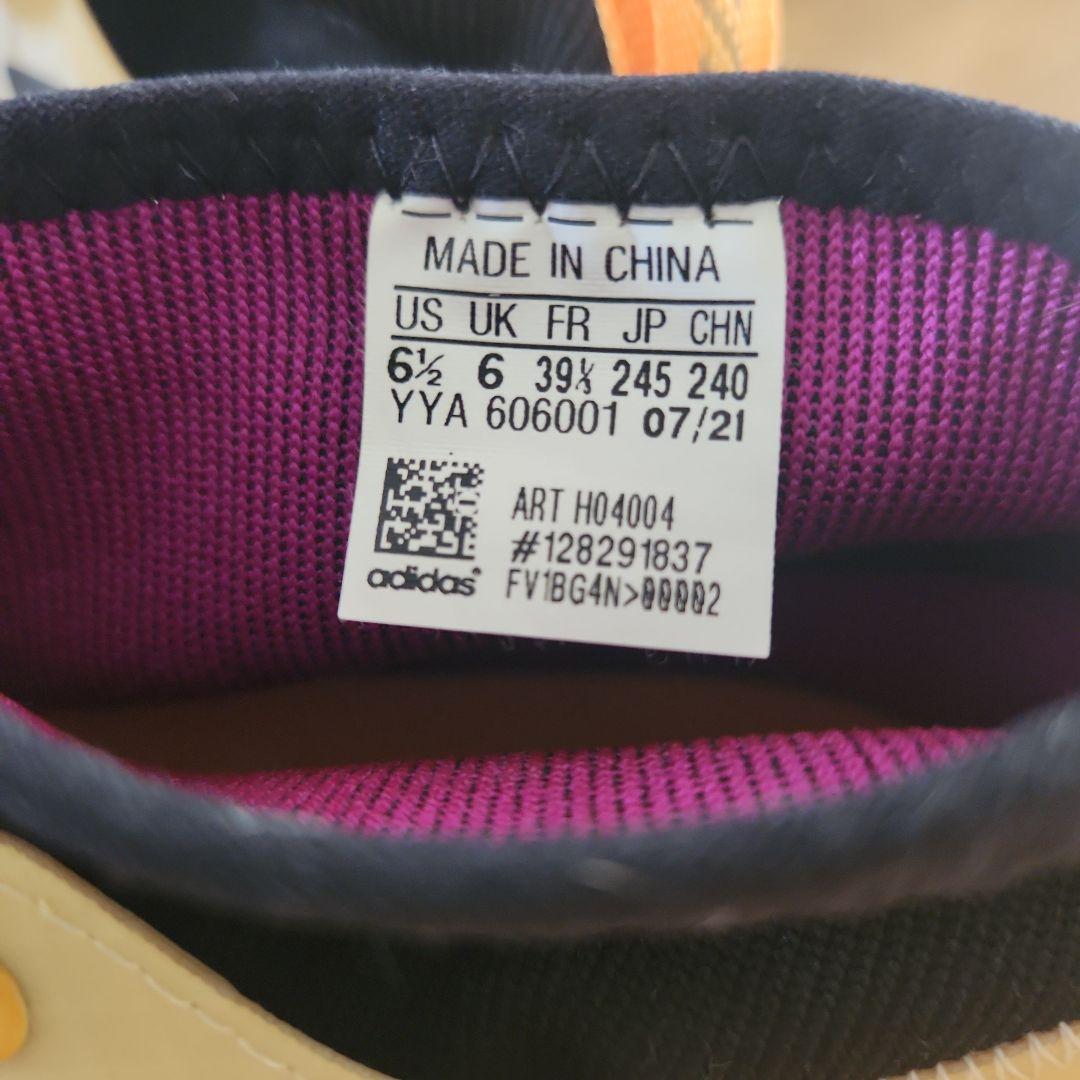 MADE IN CHINA
US UK FR JP CHN
6½ 6 39⅓ 245 240
YYA 606001 07/21
ART H04004
#128291837
adidas
FV1BG4N>00002